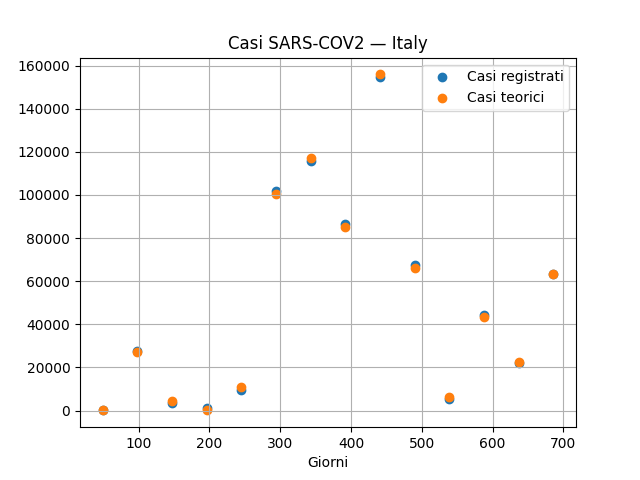 Casi SARS-COV2 — Italy
160000
140000
120000
100000
80000
60000
40000
20000
0
Casi registrati
Casi teorici
100 200 300 400 500 600 700
Giorni